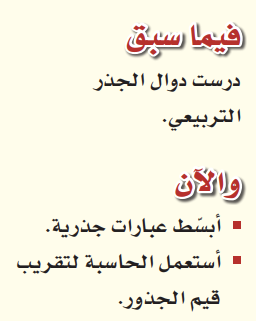 فيما سبق
درست دوال الجذر
التربيعي.
والآن
■ أبسّط عبارات جذرية.
■ أستعمل الحاسبة لتقريب
قيم الجذور.